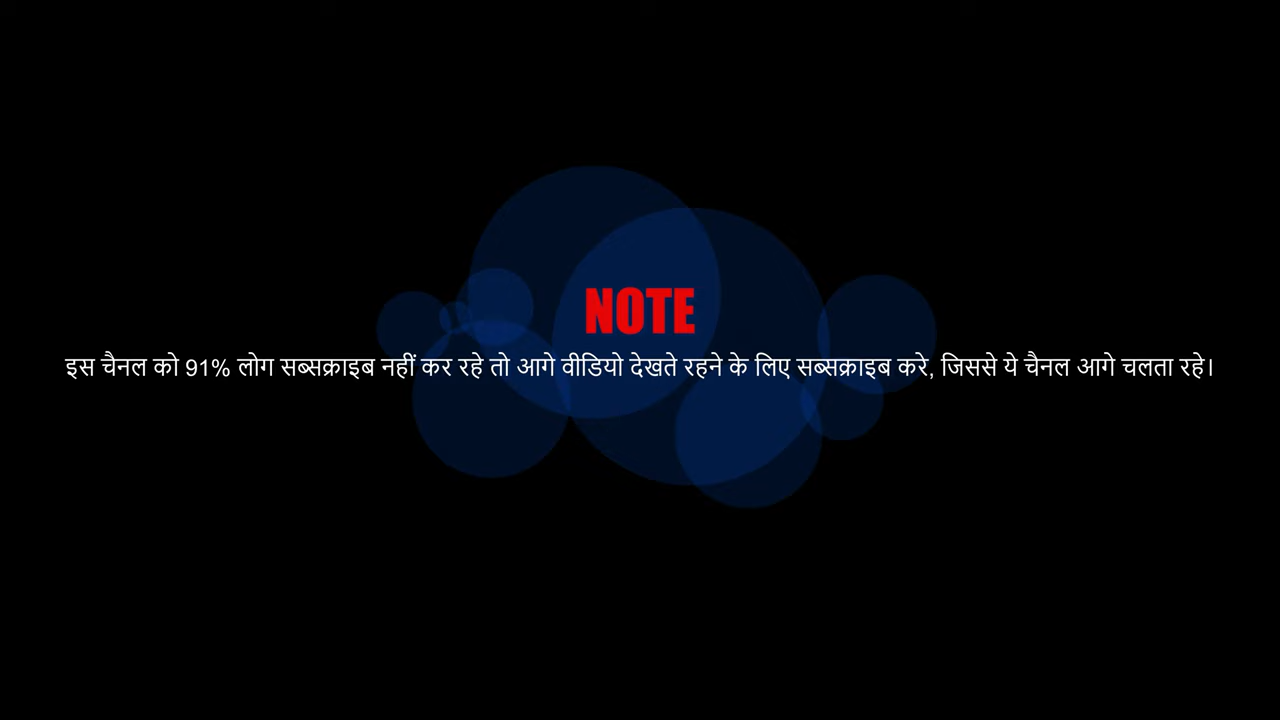 NOTE
इस चैनल को 91% लोग सब्सक्राइब नहीं कर रहे तो आगे वीडियो देखते रहने के लिए सब्सक्राइब करे, जिससे ये चैनल आगे चलता रहे।